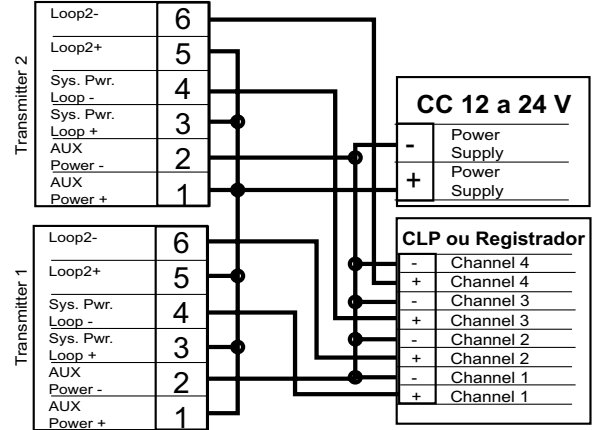 Transmitter 2
Loop2-
6
Loop2+
5
Sys. Pwr.
Loop -
4
Sys. Pwr.
Loop +
3
AUX
Power -
2
AUX
Power +
1
Transmitter 1
Loop2-
6
Loop2+
5
Sys. Pwr.
Loop -
4
Sys. Pwr.
Loop +
3
AUX
Power -
2
AUX
Power +
1
CC 12 a 24 V
- Power
Supply
+ Power
Supply
CLP ou Registrador
- Channel 4
+ Channel 4
- Channel 3
+ Channel 3
- Channel 2
+ Channel 2
- Channel 1
+ Channel 1